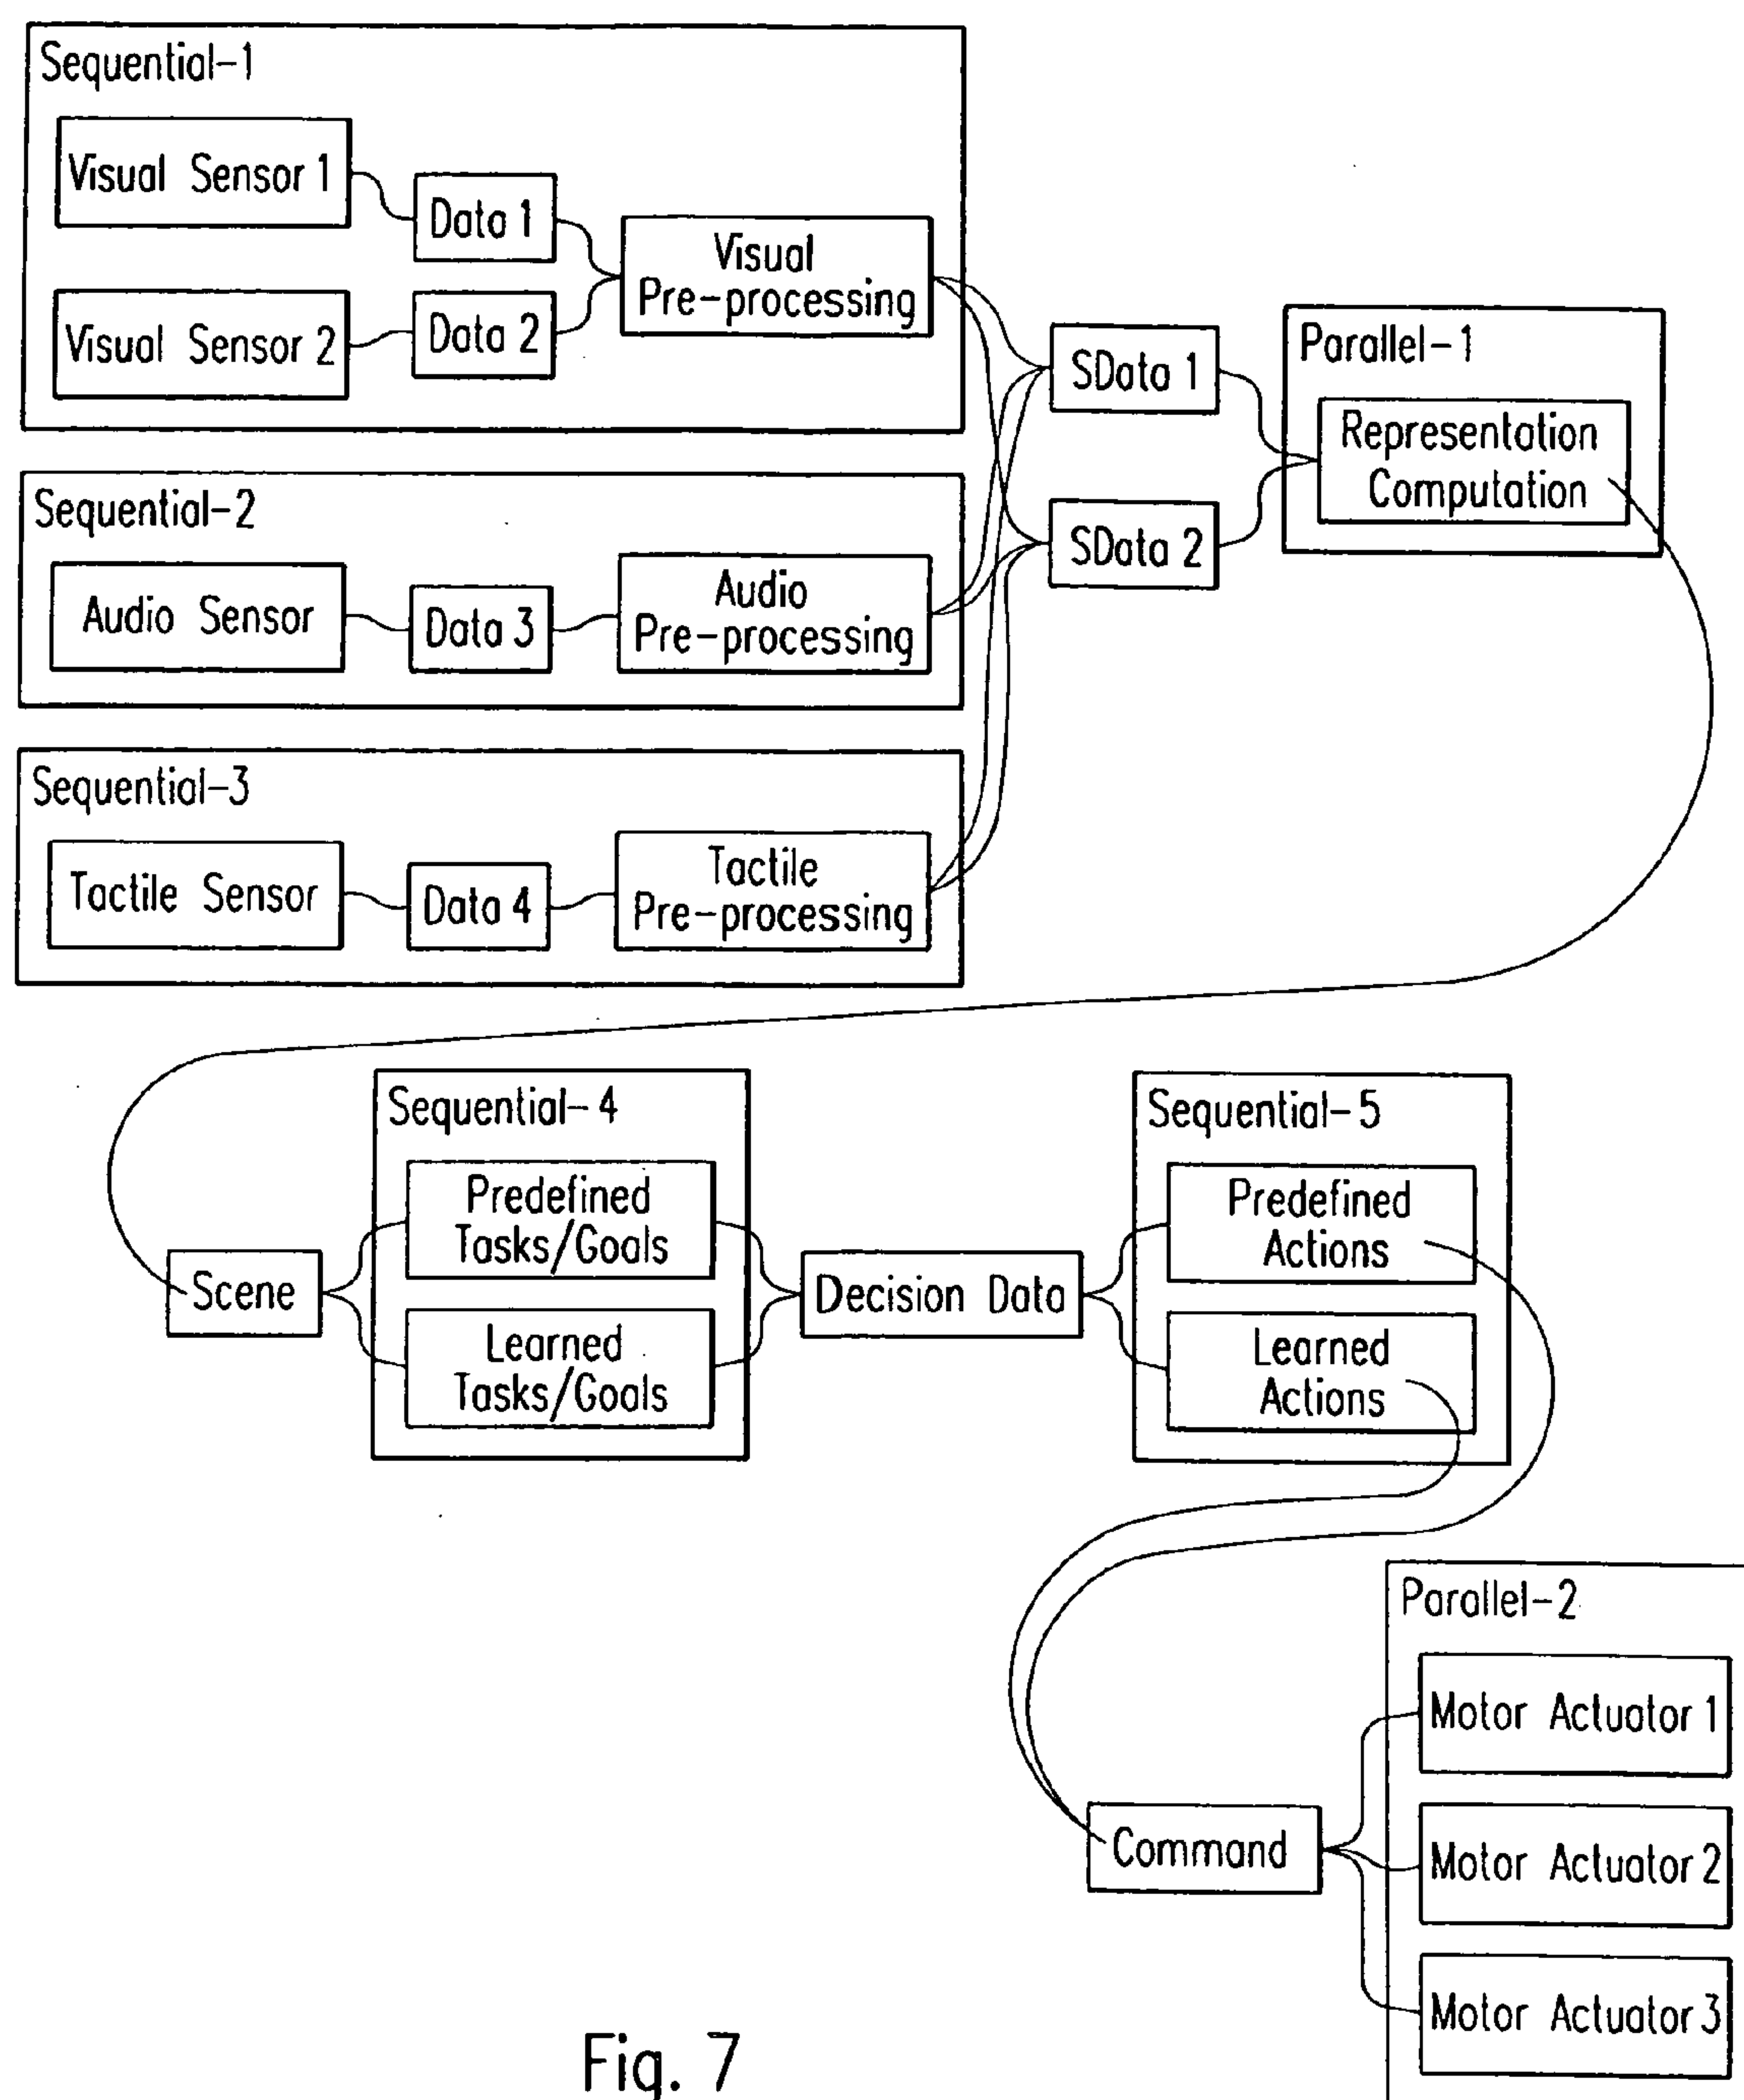 Sequential-1
Visual Sensor 1
Data 1
Visual
Pre-processing
Visual Sensor 2
Data 2
SData 1
Parallel-1
Representation
Computation
Sequential-2
Audio Sensor
Data 3
Audio
Pre-processing
SData 2
Sequential-3
Tactile Sensor
Data 4
Tactile
Pre-processing
Sequential-4
Predefined
Tasks/Goals
Scene
Learned
Tasks/Goals
Decision Data
Sequential-5
Predefined
Actions
Learned
Actions
Parallel-2
Motor Actuator 1
Command
Motor Actuator 2
Motor Actuator 3
Fig. 7